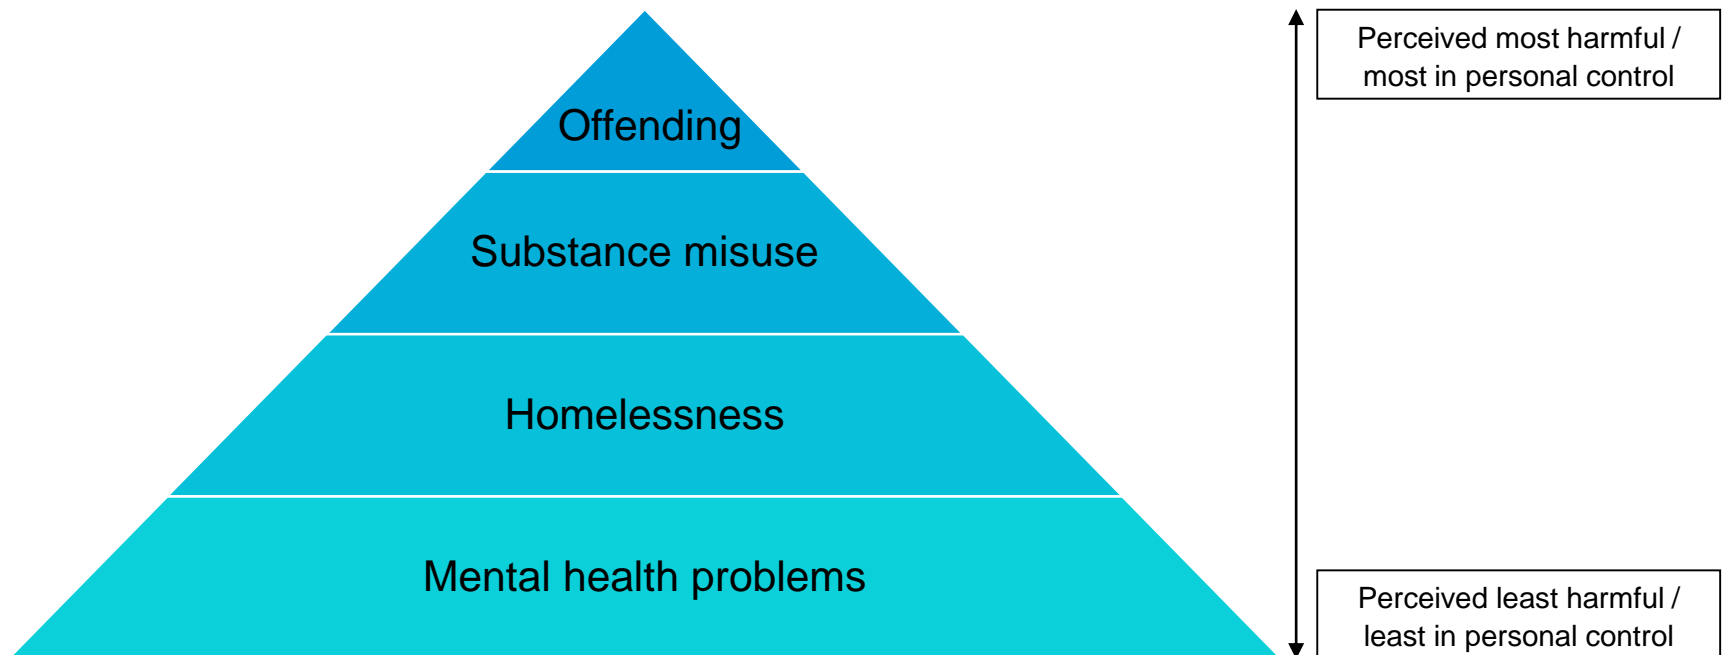 Perceived most harmful /
most in personal control
Offending
Substance misuse
Homelessness
Mental health problems
Perceived least harmful /
least in personal control